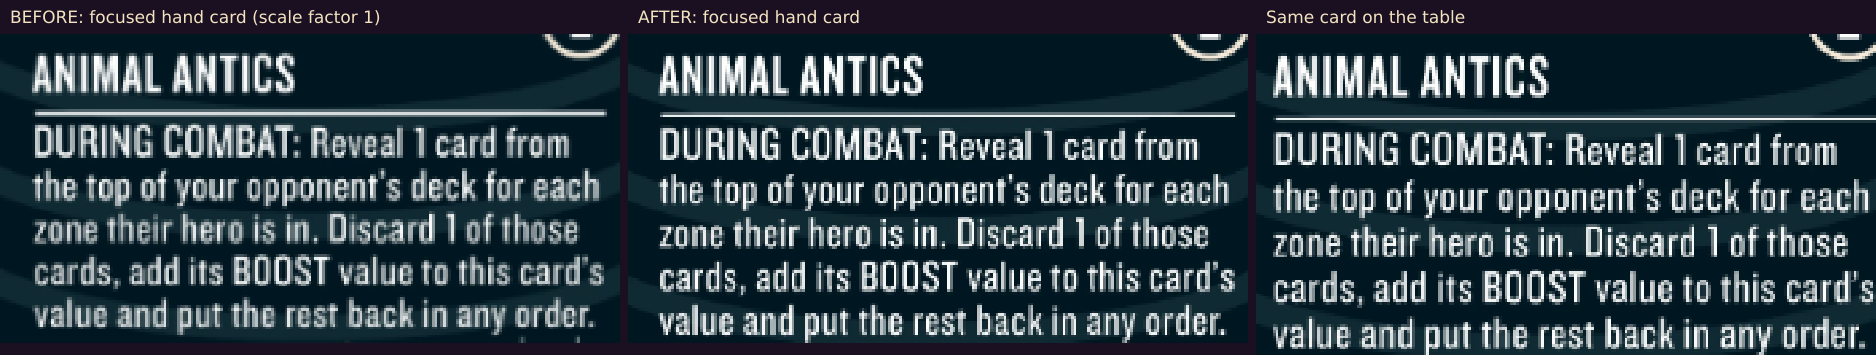 BEFORE: focused hand card (scale factor 1)
ANIMAL ANTICS
DURING COMBAT: Reveal 1 card from
the top of your opponent's deck for each
zone their hero is in. Discard 1 of those
cards, add its BOOST value to this card's
value and put the rest back in any order.
AFTER: focused hand card
ANIMAL ANTICS
DURING COMBAT: Reveal 1 card from
the top of your opponent's deck for each
zone their hero is in. Discard 1 of those
cards, add its BOOST value to this card's
value and put the rest back in any order.
Same card on the table
ANIMAL ANTICS
DURING COMBAT: Reveal 1 card from
the top of your opponent's deck for each
zone their hero is in. Discard 1 of those
cards, add its BOOST value to this card's
value and put the rest back in any order.